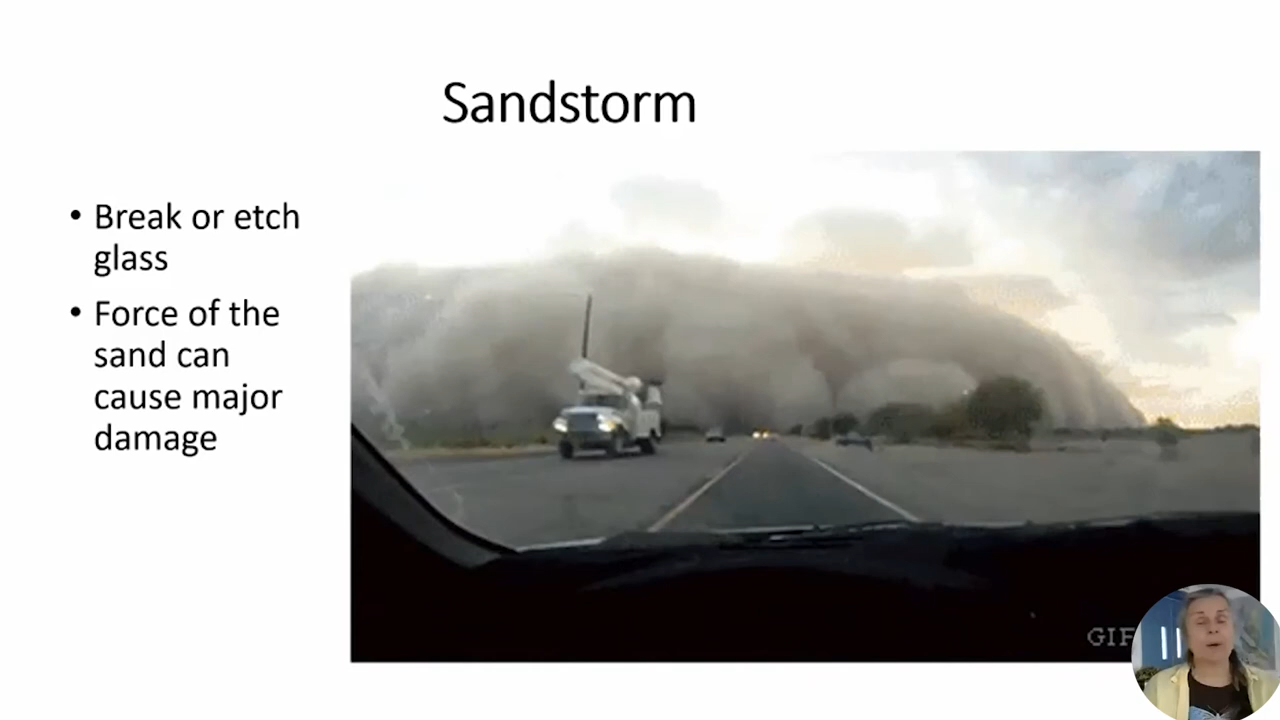 Sandstorm
• Break or etch
glass
• Force of the
sand can
cause major
damage
GIF